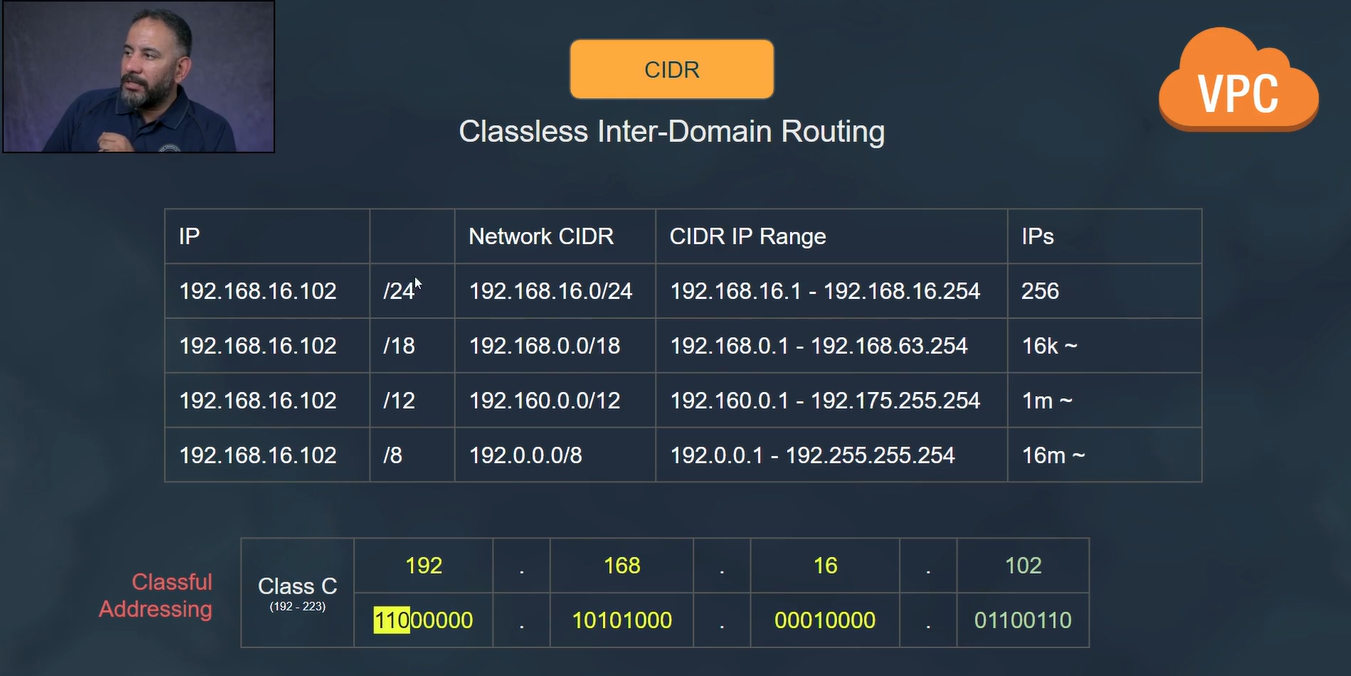 CIDR
VPC
Classless Inter-Domain Routing
IP Network CIDR CIDR IP Range IPs
192.168.16.102 /24 192.168.16.0/24 192.168.16.1 - 192.168.16.254 256
192.168.16.102 /18 192.168.0.0/18 192.168.0.1 - 192.168.63.254 16k ~
192.168.16.102 /12 192.160.0.0/12 192.160.0.1 - 192.175.255.254 1m ~
192.168.16.102 /8 192.0.0.0/8 192.0.0.1 - 192.255.255.254 16m ~
Classful
Addressing
Class C
(192 - 223)
192 . 168 . 16 . 102
11000000 . 10101000 . 00010000 . 01100110